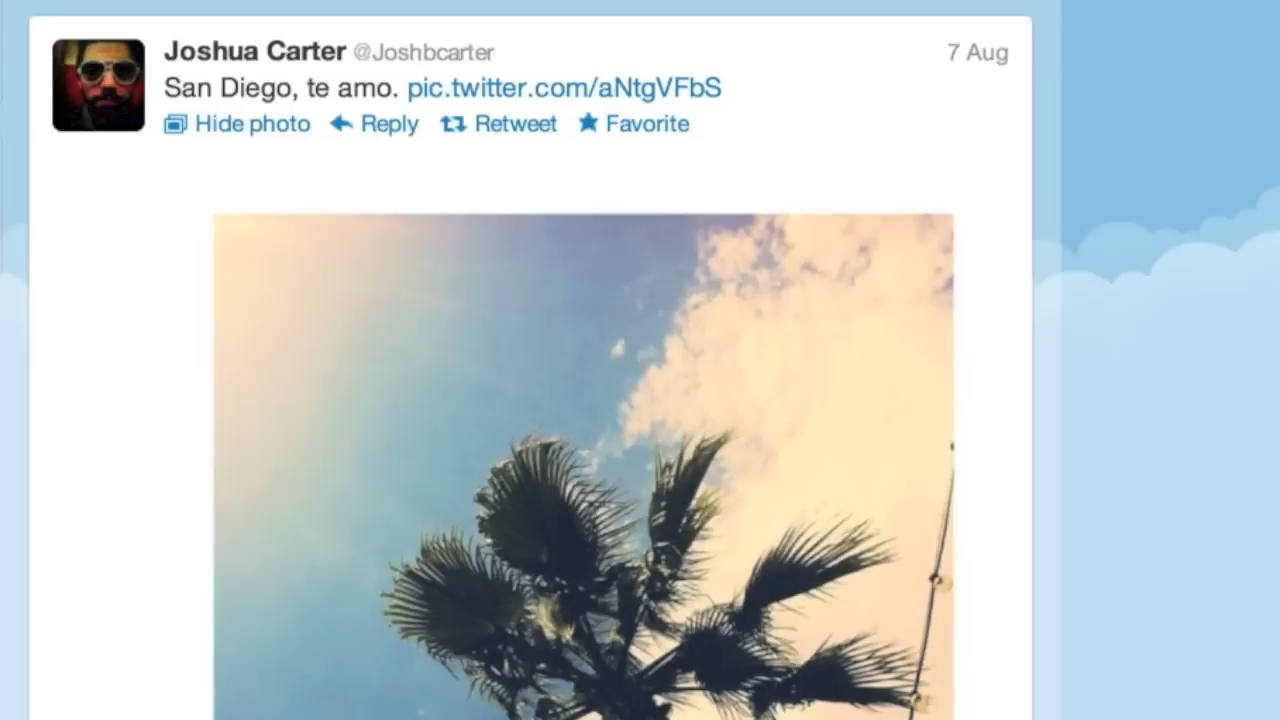 Joshua Carter @Joshbcarter 7 Aug
San Diego, te amo. pic.twitter.com/aNtgVFbS
Hide photo Reply Retweet Favorite